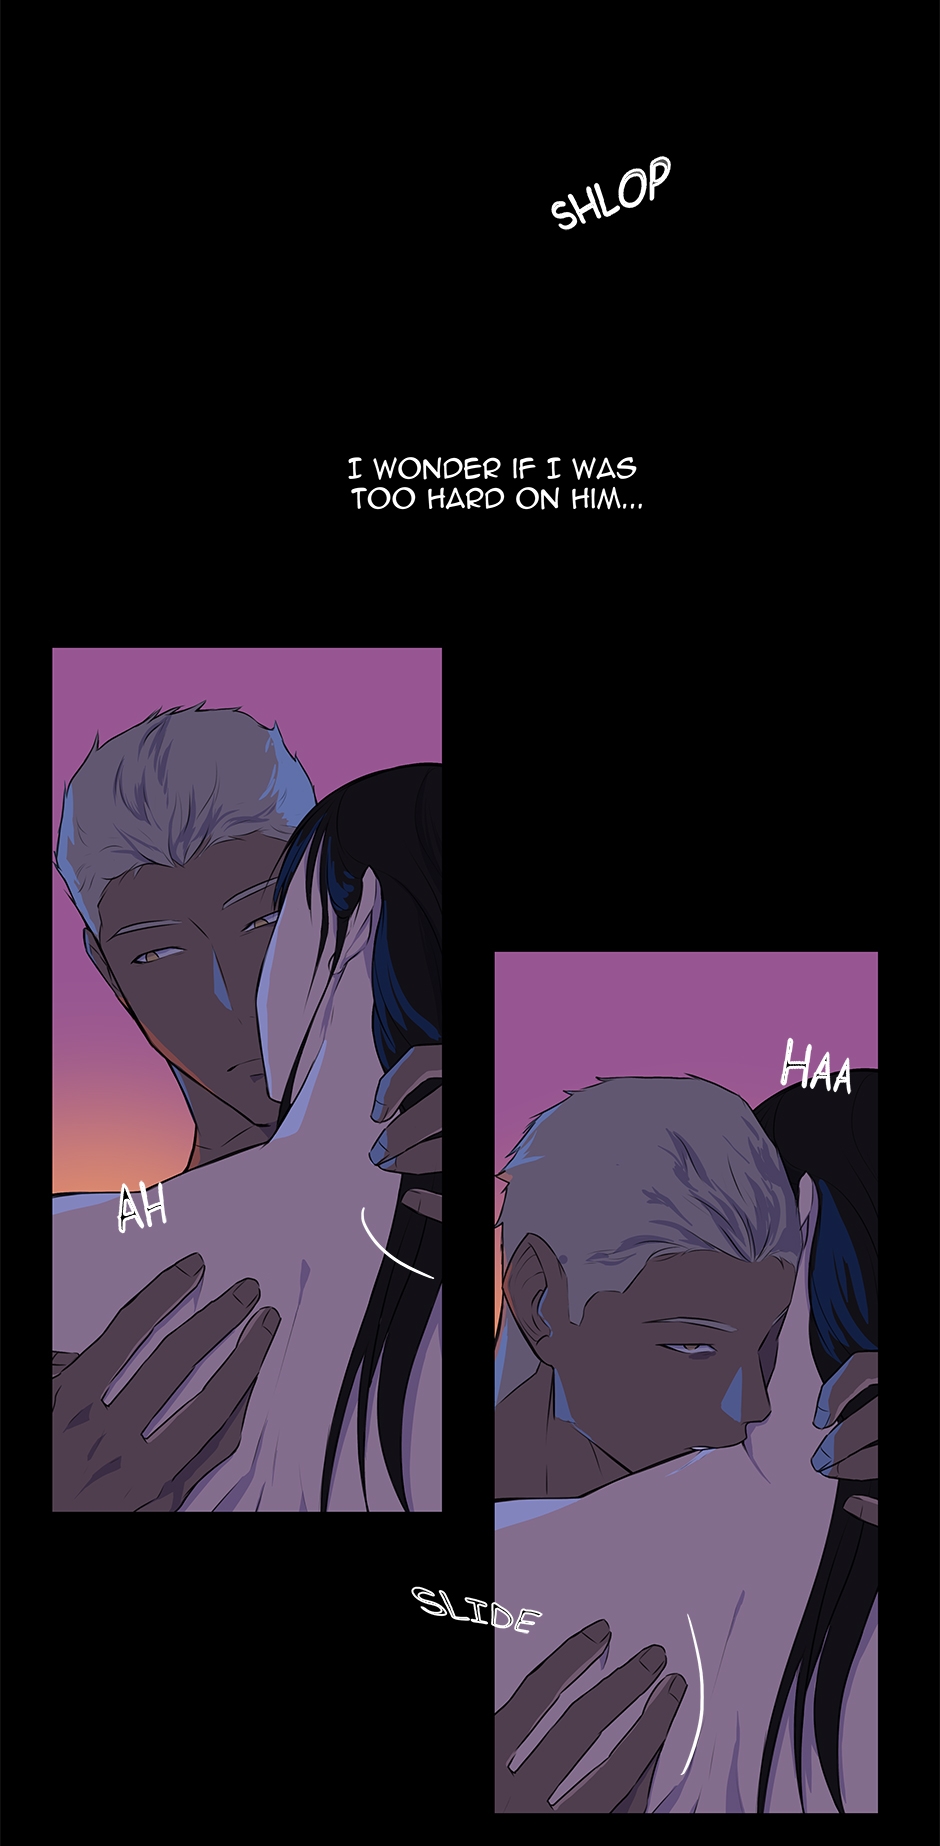 SHLOP
I WONDER IF I WAS
TOO HARD ON HIM...
HAA
AH
SLIDE